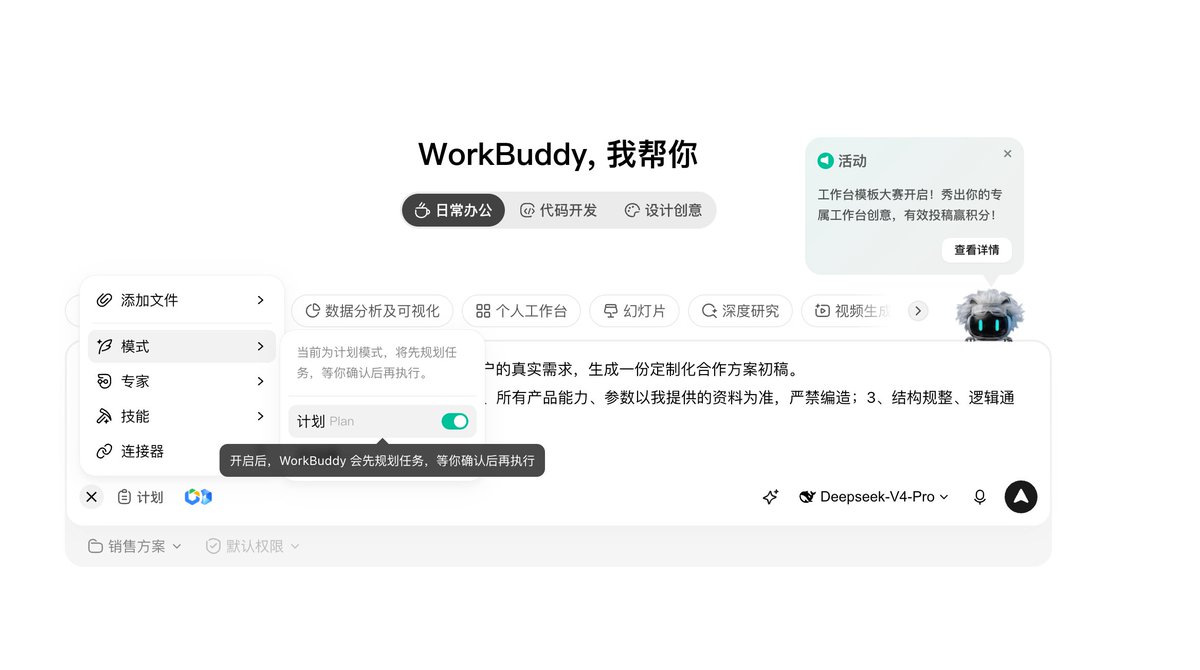 WorkBuddy, 我帮你
日常办公
代码开发
设计创意
活动
工作台模板大赛开启！秀出你的专
属工作台创意，有效投稿赢积分！
查看详情
数据分析及可视化
个人工作台
幻灯片
深度研究
视频生成
添加文件
模式
专家
技能
连接器
当前为计划模式，将先规划任
务，等你确认后再执行。
计划 Plan
开启后，WorkBuddy 会先规划任务，等你确认后再执行
户的真实需求，生成一份定制化合作方案初稿。
所有产品能力、参数以我提供的资料为准，严禁编造；3、结构规整、逻辑通
计划
Deepseek-V4-Pro
销售方案
默认权限